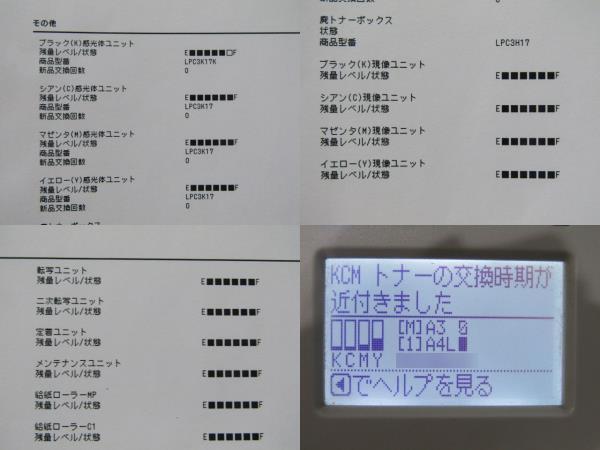 その他
ブラック(K)感光体ユニット
残量レベル/状態 E■■■■■□F
商品型番 LPC3K17K
新品交換回数 0
シアン(C)感光体ユニット
残量レベル/状態 E■■■■■■F
商品型番 LPC3K17
新品交換回数 0
マゼンタ(M)感光体ユニット
残量レベル/状態 E■■■■■■F
商品型番 LPC3K17
新品交換回数 0
イエロー(Y)感光体ユニット
残量レベル/状態 E■■■■■■F
商品型番 LPC3K17
新品交換回数 0
廃トナーボックス
状態
商品型番 LPC3H17
ブラック(K)現像ユニット
残量レベル/状態 E■■■■■■F
シアン(C)現像ユニット
残量レベル/状態 E■■■■■■F
マゼンタ(M)現像ユニット
残量レベル/状態 E■■■■■■F
イエロー(Y)現像ユニット
残量レベル/状態 E■■■■■■F
転写ユニット
残量レベル/状態 E■■■■■■F
二次転写ユニット
残量レベル/状態 E■■■■■■F
定着ユニット
残量レベル/状態 E■■■■■■F
メンテナンスユニット
残量レベル/状態 E■■■■■■F
給紙ローラーMP
残量レベル/状態 E■■■■■■F
給紙ローラーC1
残量レベル/状態 E■■■■■■F
KCM トナーの交換時期が
近付きました
[M]A3
[1]A4L
KCMY
でヘルプを見る